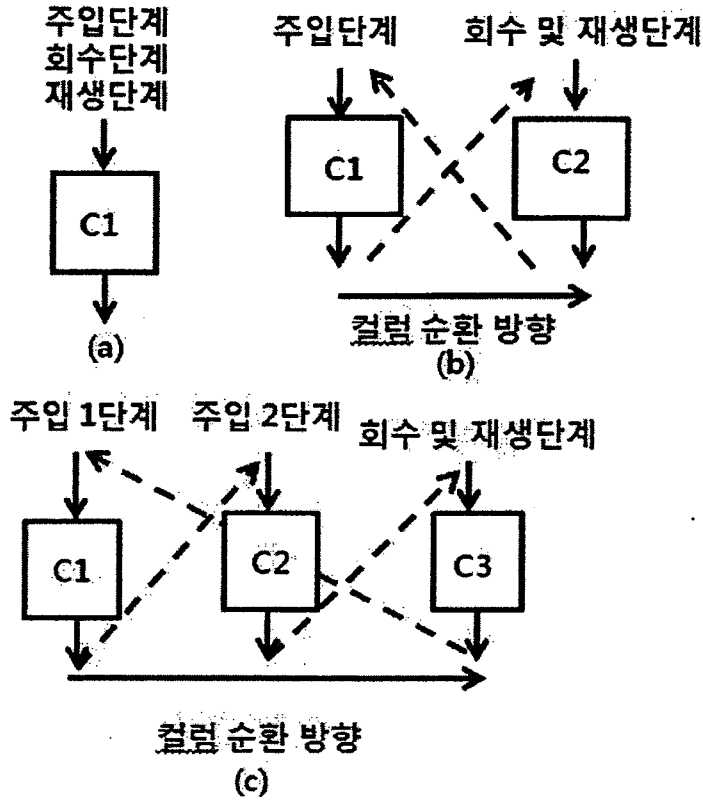 주입단계
회수단계
재생단계
C1
(a)
주입단계
회수 및 재생단계
C1
C2
컬럼 순환 방향
(b)
주입 1단계
주입 2단계
회수 및 재생단계
C1
C2
C3
컬럼 순환 방향
(c)